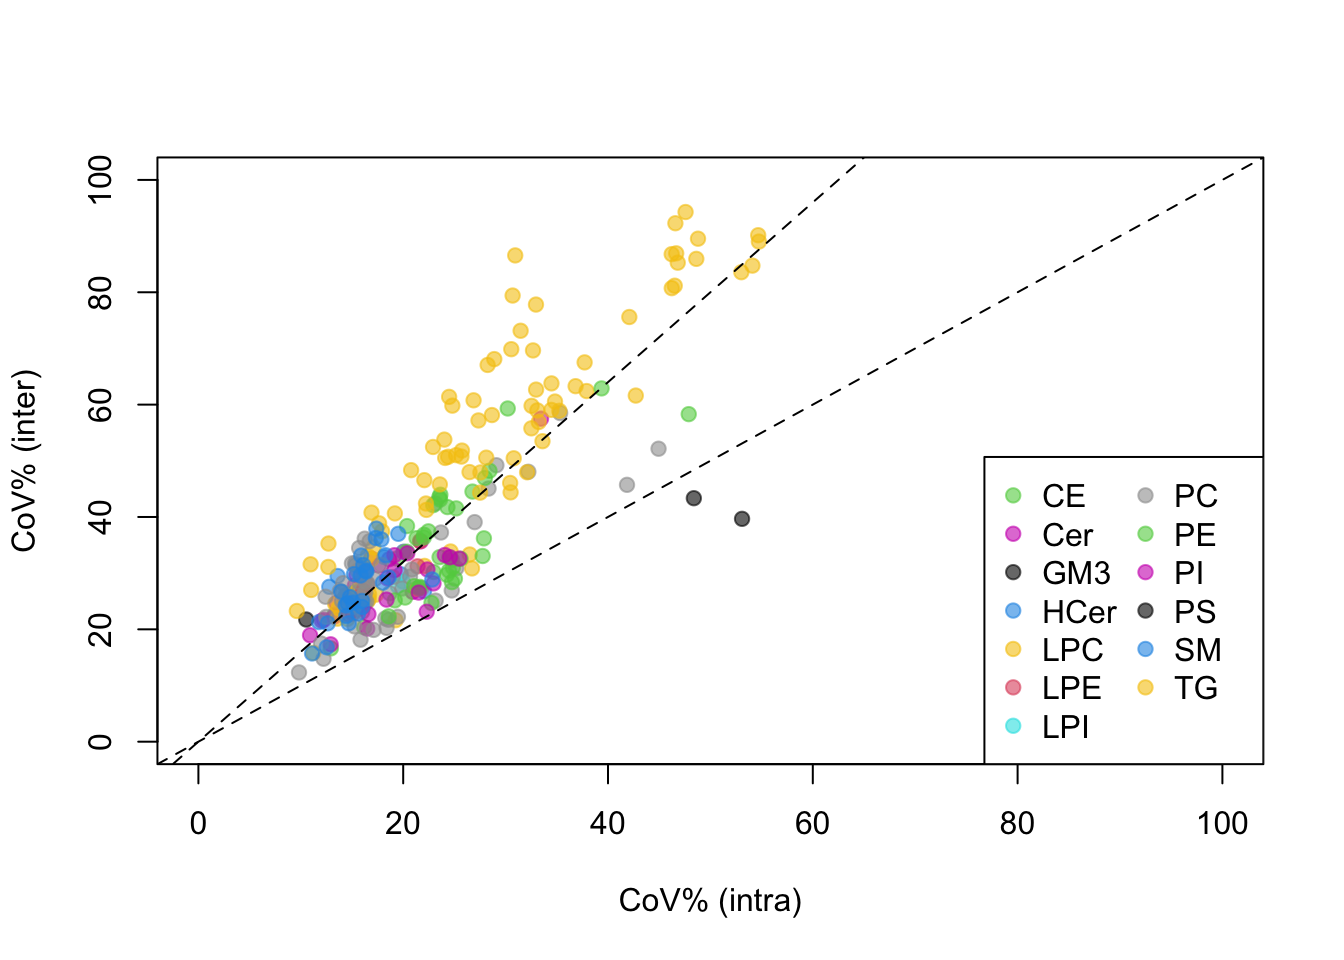 100
80
60
40
20
0
CoV% (inter)
CE PC
Cer PE
GM3 PI
HCer PS
LPC SM
LPE TG
LPI
0 20 40 60 80 100
CoV% (intra)